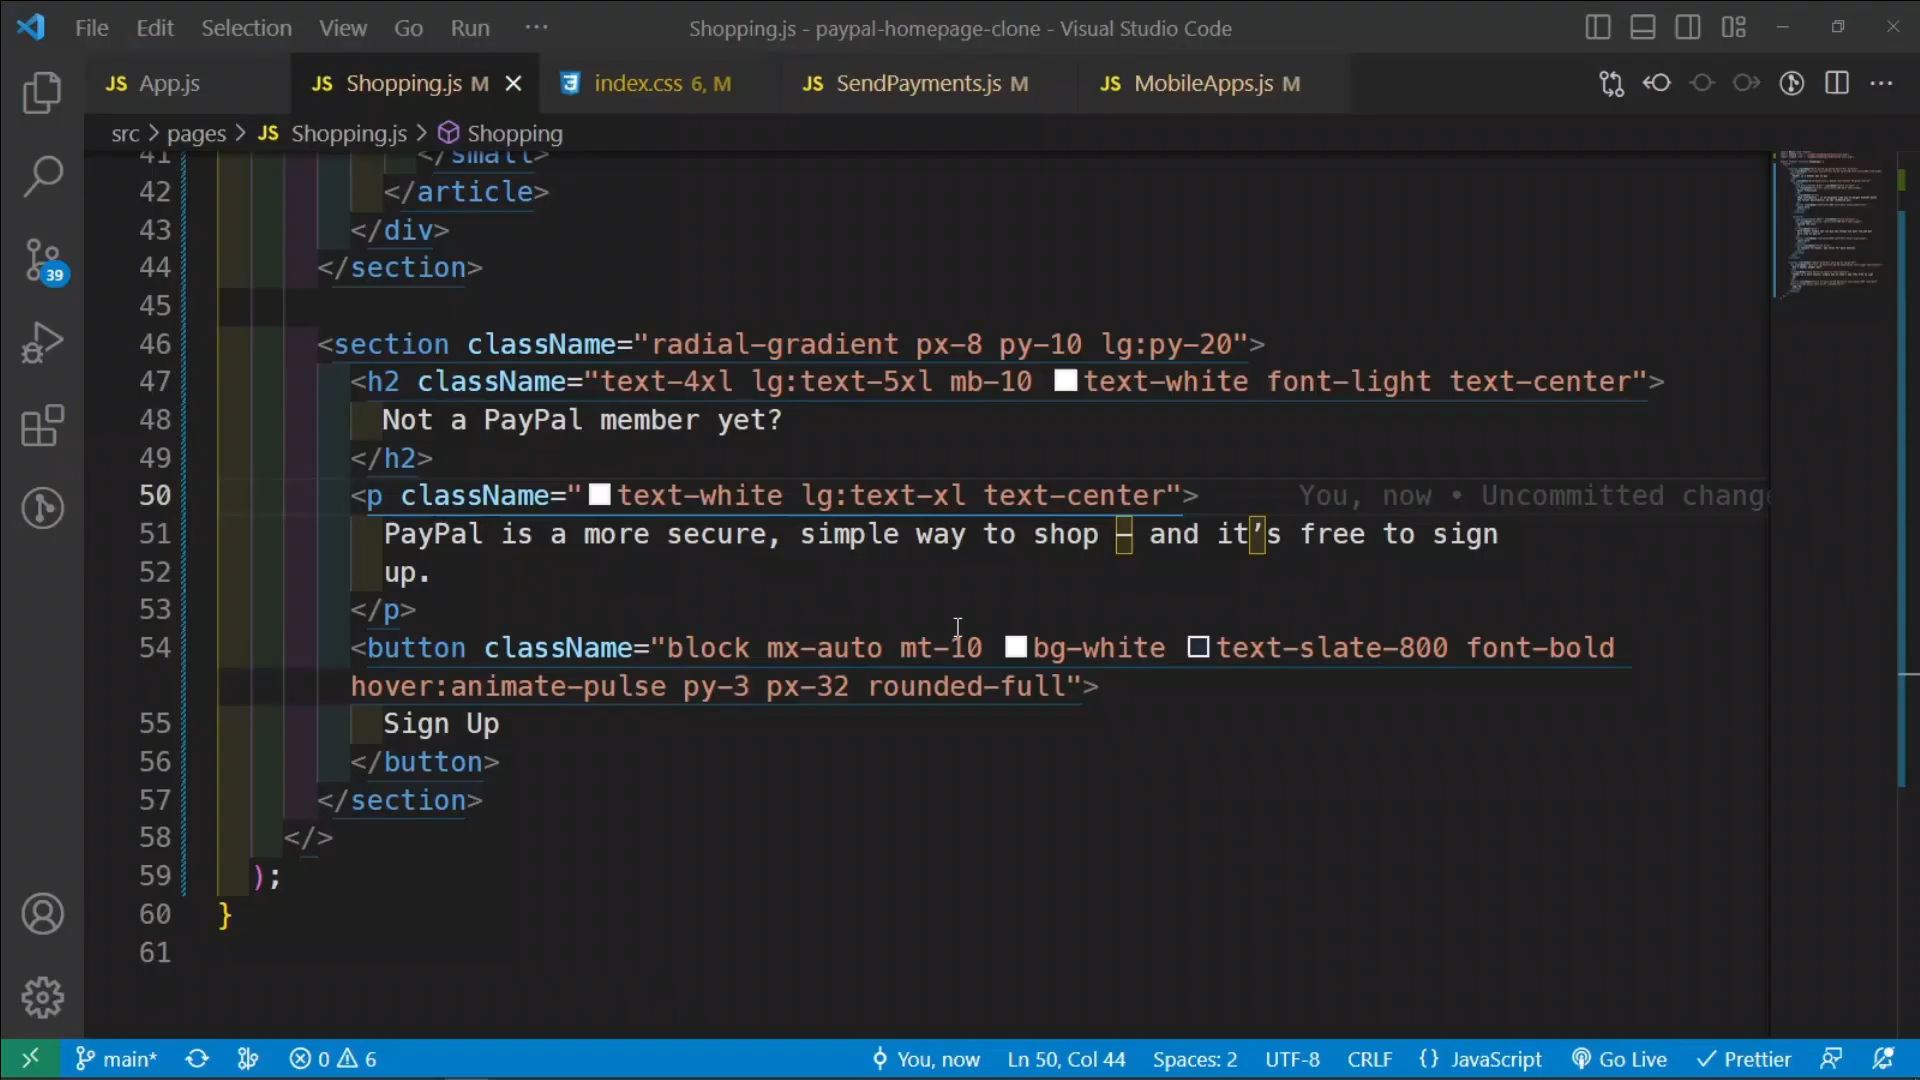 File Edit Selection View Go Run ··· Shopping.js - paypal-homepage-clone - Visual Studio Code
JS App.js JS Shopping.js M index.css 6, M JS SendPayments.js M JS MobileApps.js M
src > pages > JS Shopping.js > Shopping
41 </small>
42 </article>
43 </div>
44 </section>
45
46 <section className="radial-gradient px-8 py-10 lg:py-20">
47 <h2 className="text-4xl lg:text-5xl mb-10 text-white font-light text-center">
48 Not a PayPal member yet?
49 </h2>
50 <p className="text-white lg:text-xl text-center"> You, now • Uncommitted change
51 PayPal is a more secure, simple way to shop – and it’s free to sign
52 up.
53 </p>
54 <button className="block mx-auto mt-10 bg-white text-slate-800 font-bold
hover:animate-pulse py-3 px-32 rounded-full">
55 Sign Up
56 </button>
57 </section>
58 </>
59 );
60 }
61
39
main* 0 6 You, now Ln 50, Col 44 Spaces: 2 UTF-8 CRLF {} JavaScript Go Live Prettier